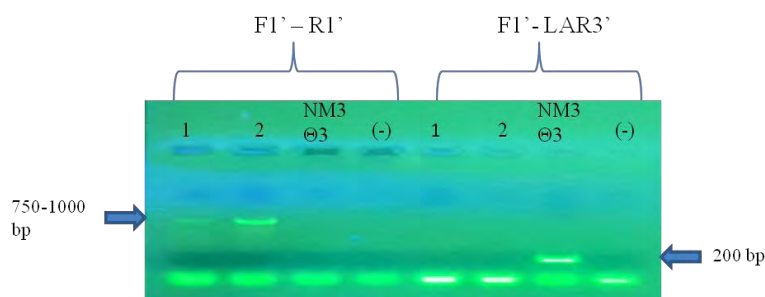 F1’ – R1’
F1’- LAR3’
1
2
NM3
Θ3
(-)
1
2
NM3
Θ3
(-)
750-1000
bp
200 bp